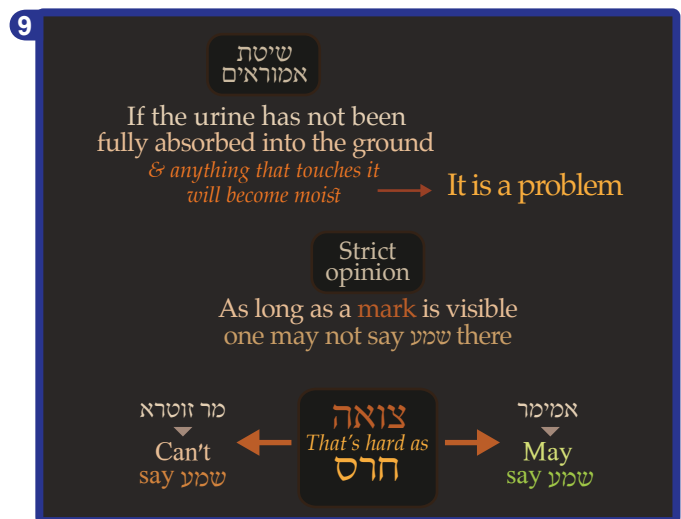 9
שיטת
אמוראים
If the urine has not been
fully absorbed into the ground
& anything that touches it
will become moist
It is a problem
Strict
opinion
As long as a mark is visible
one may not say שמע there
אמימר
May
say שמע
צואה
That's hard as
חרס
מר זוטרא
Can't
say שמע